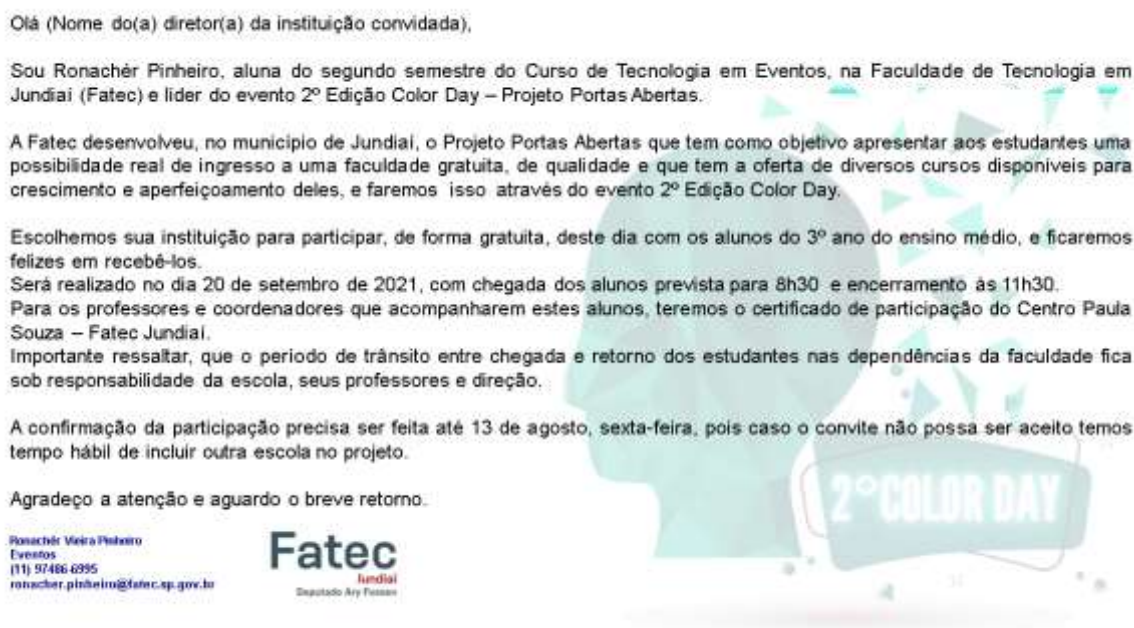 Olá (Nome do(a) diretor(a) da instituição convidada),
Sou Ronachér Pinheiro, aluna do segundo semestre do Curso de Tecnologia em Eventos, na Faculdade de Tecnologia em
Jundiaí (Fatec) e líder do evento 2º Edição Color Day – Projeto Portas Abertas.
A Fatec desenvolveu, no município de Jundiaí, o Projeto Portas Abertas que tem como objetivo apresentar aos estudantes uma
possibilidade real de ingresso a uma faculdade gratuita, de qualidade e que tem a oferta de diversos cursos disponíveis para
crescimento e aperfeiçoamento deles, e faremos isso através do evento 2º Edição Color Day.
Escolhemos sua instituição para participar, de forma gratuita, deste dia com os alunos do 3º ano do ensino médio, e ficaremos
felizes em recebê-los.
Será realizado no dia 20 de setembro de 2021, com chegada dos alunos prevista para 8h30 e encerramento às 11h30.
Para os professores e coordenadores que acompanharem estes alunos, teremos o certificado de participação do Centro Paula
Souza – Fatec Jundiaí.
Importante ressaltar, que o período de trânsito entre chegada e retorno dos estudantes nas dependências da faculdade fica
sob responsabilidade da escola, seus professores e direção.
A confirmação da participação precisa ser feita até 13 de agosto, sexta-feira, pois caso o convite não possa ser aceito temos
tempo hábil de incluir outra escola no projeto.
Agradeço a atenção e aguardo o breve retorno.
2º COLOR DAY
Ronachér Vieira Pinheiro
Eventos
(11) 97486-6995
ronacher.pinheiro@fatec.sp.gov.br
Fatec
Jundiaí
Deputado Ary Fossen